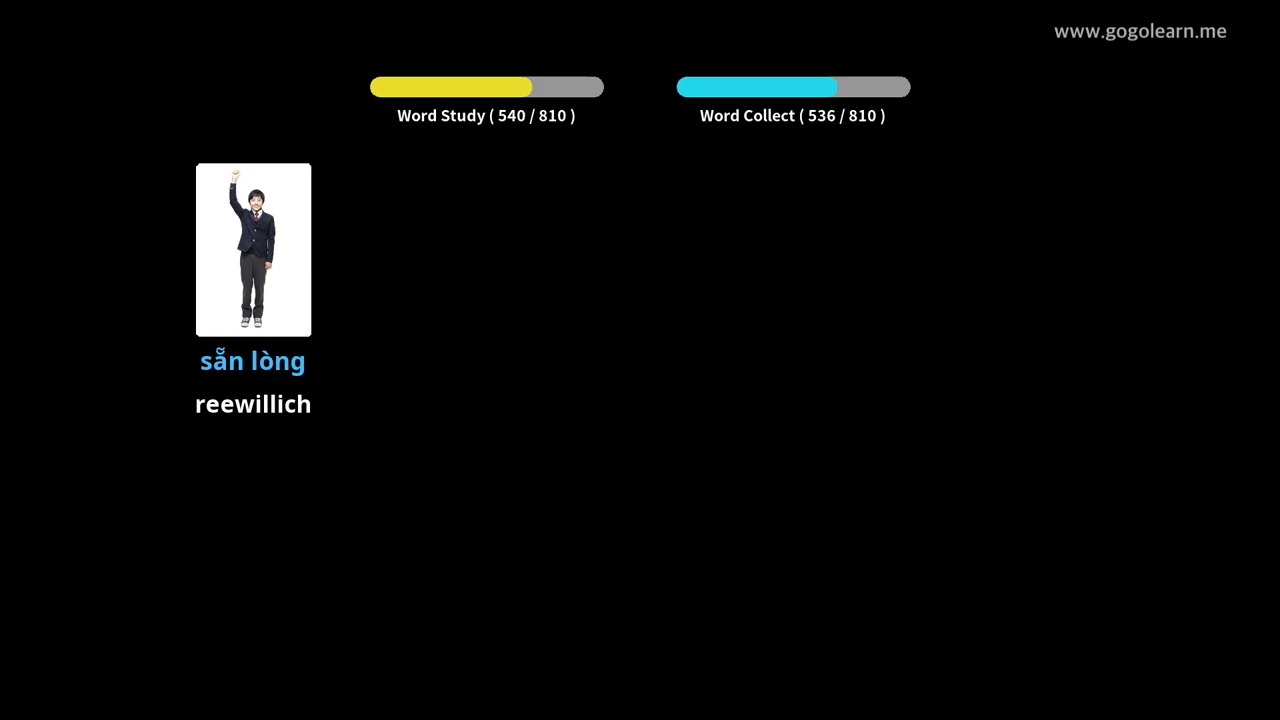 www.gogolearn.me
Word Study ( 540 / 810 )
Word Collect ( 536 / 810 )
sẵn lòng
reewillich